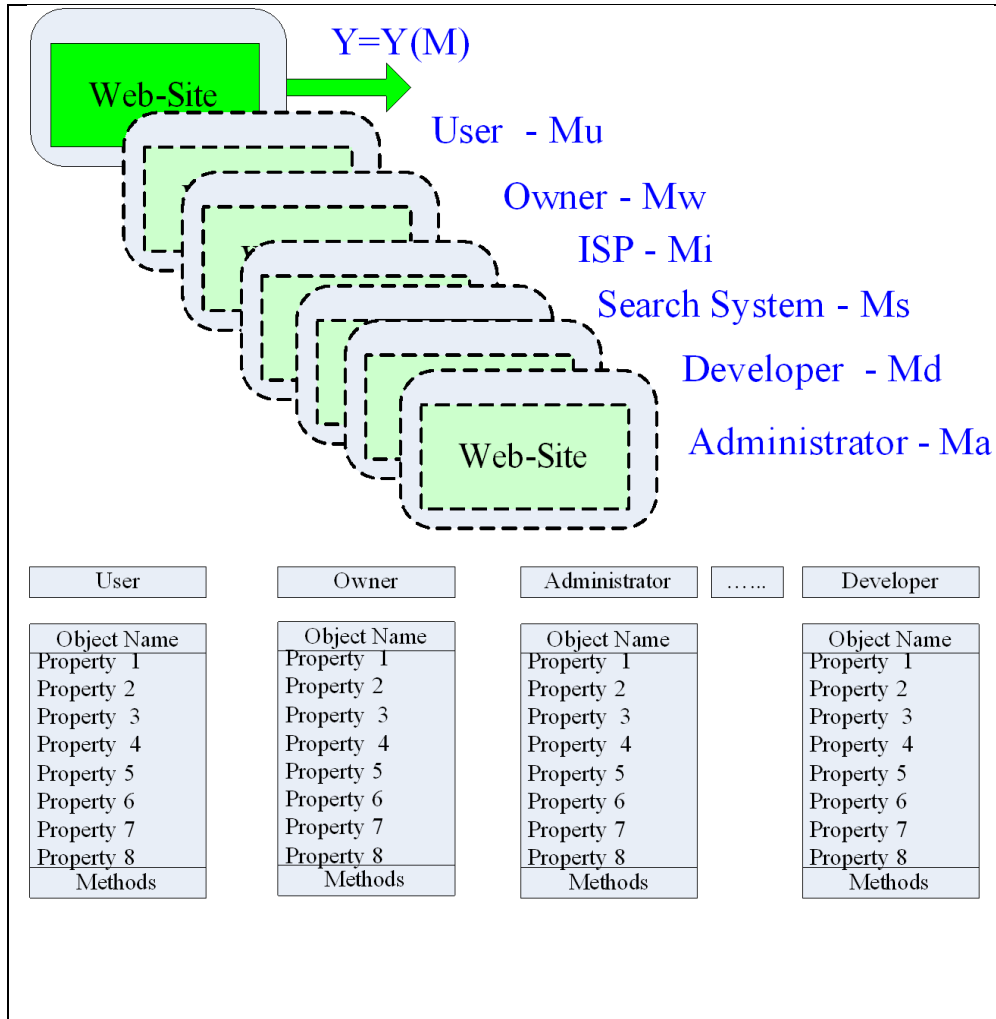 Y=Y(M)
Web-Site
User - Mu
Owner - Mw
ISP - Mi
Search System - Ms
Developer - Md
Administrator - Ma
Web-Site
User
Owner
Administrator
…...
Developer
Object Name
Property 1
Property 2
Property 3
Property 4
Property 5
Property 6
Property 7
Property 8
Methods
Object Name
Property 1
Property 2
Property 3
Property 4
Property 5
Property 6
Property 7
Property 8
Methods
Object Name
Property 1
Property 2
Property 3
Property 4
Property 5
Property 6
Property 7
Property 8
Methods
Object Name
Property 1
Property 2
Property 3
Property 4
Property 5
Property 6
Property 7
Property 8
Methods